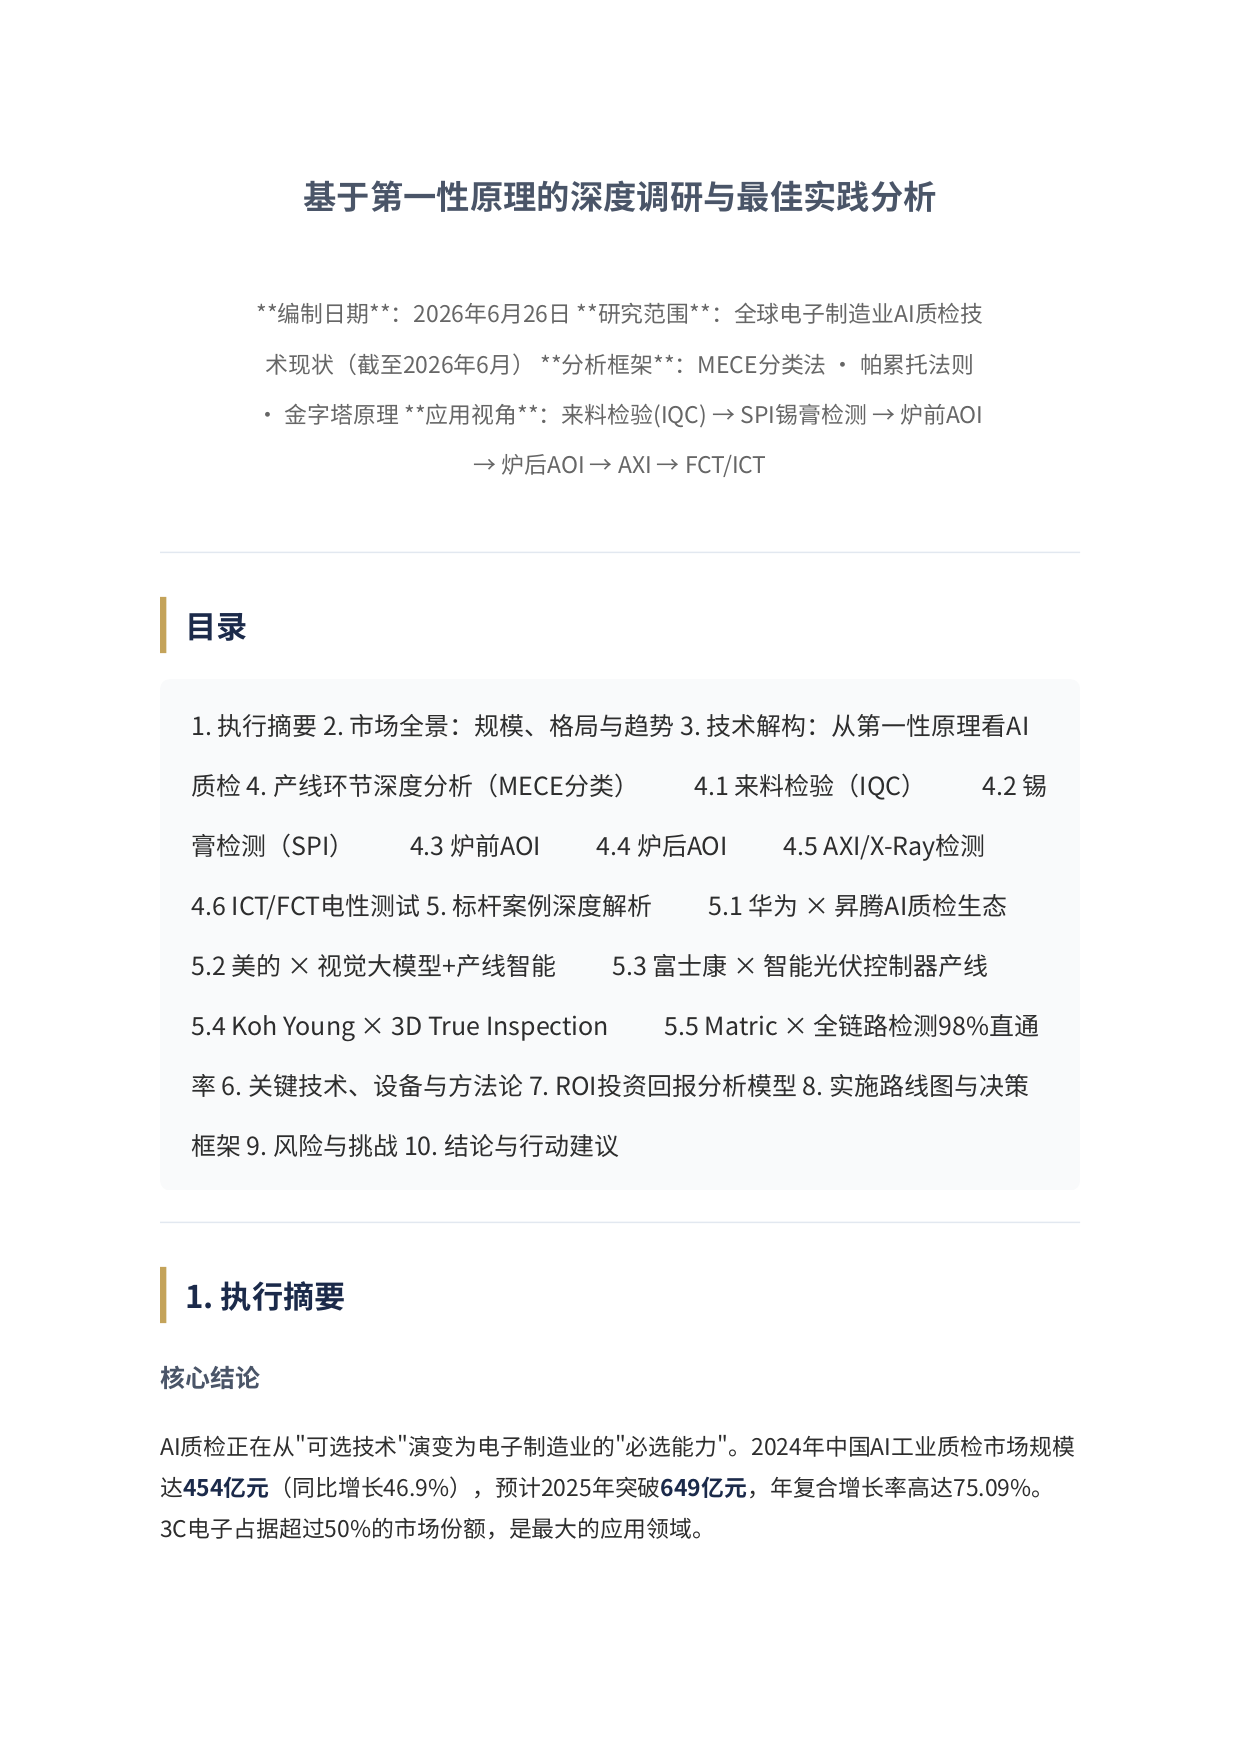 基于第一性原理的深度调研与最佳实践分析
**编制日期**：2026年6月26日 **研究范围**：全球电子制造业AI质检技
术现状（截至2026年6月） **分析框架**：MECE分类法 · 帕累托法则
· 金字塔原理 **应用视角**：来料检验(IQC) → SPI锡膏检测 → 炉前AOI
→ 炉后AOI → AXI → FCT/ICT
目录
1. 执行摘要 2. 市场全景：规模、格局与趋势 3. 技术解构：从第一性原理看AI
质检 4. 产线环节深度分析（MECE分类） 4.1 来料检验（IQC） 4.2 锡
膏检测（SPI） 4.3 炉前AOI 4.4 炉后AOI 4.5 AXI/X-Ray检测
4.6 ICT/FCT电性测试 5. 标杆案例深度解析 5.1 华为 × 昇腾AI质检生态
5.2 美的 × 视觉大模型+产线智能 5.3 富士康 × 智能光伏控制器产线
5.4 Koh Young × 3D True Inspection 5.5 Matric × 全链路检测98%直通
率 6. 关键技术、设备与方法论 7. ROI投资回报分析模型 8. 实施路线图与决策
框架 9. 风险与挑战 10. 结论与行动建议
1. 执行摘要
核心结论
AI质检正在从"可选技术"演变为电子制造业的"必选能力"。2024年中国AI工业质检市场规模
达454亿元（同比增长46.9%），预计2025年突破649亿元，年复合增长率高达75.09%。
3C电子占据超过50%的市场份额，是最大的应用领域。